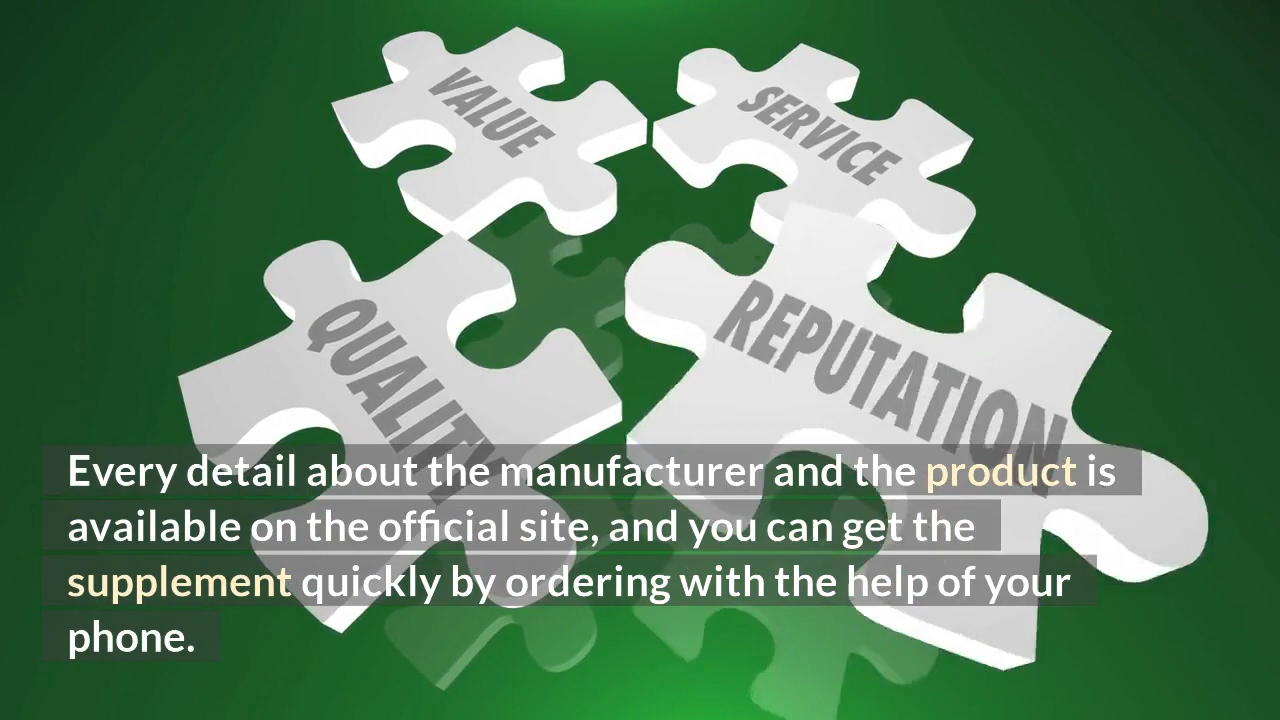 VALUE
SERVICE
QUALITY
REPUTATION
Every detail about the manufacturer and the product is
available on the official site, and you can get the
supplement quickly by ordering with the help of your
phone.